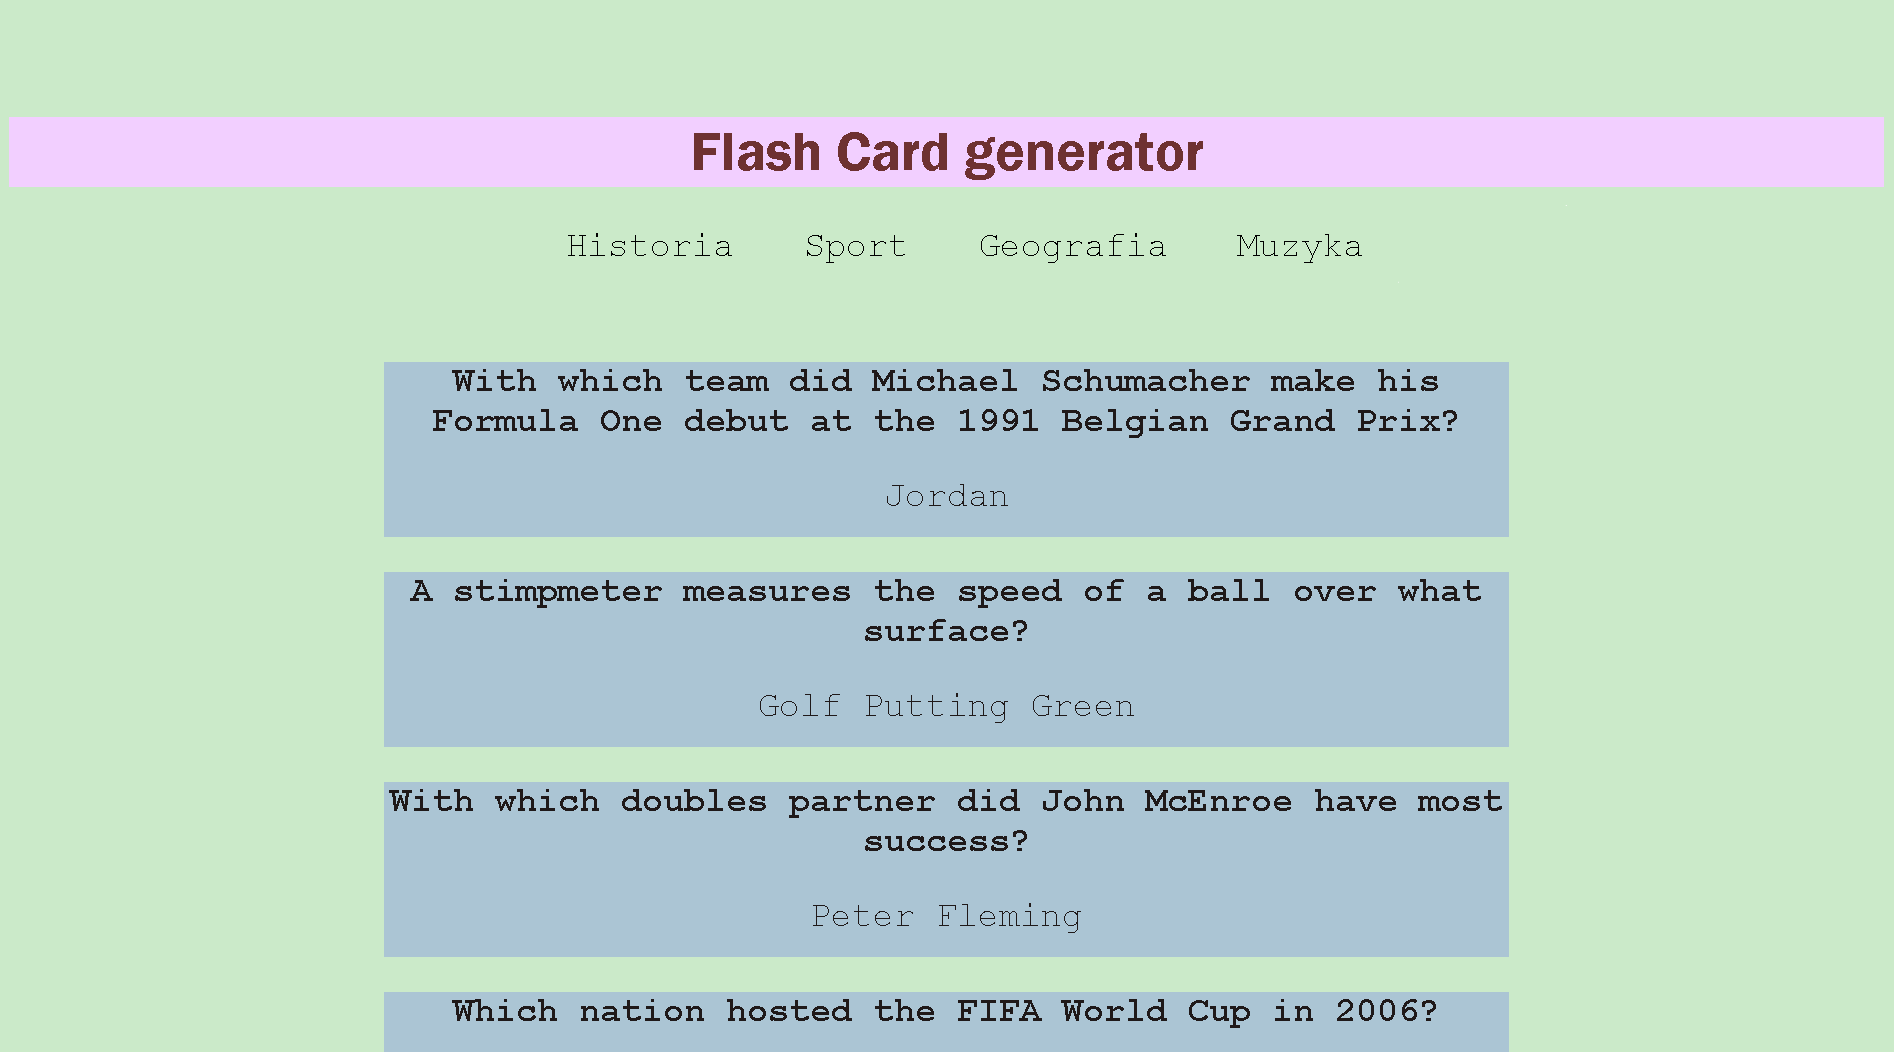 Flash Card generator
Historia Sport Geografia Muzyka
With which team did Michael Schumacher make his
Formula One debut at the 1991 Belgian Grand Prix?
Jordan
A stimpmeter measures the speed of a ball over what
surface?
Golf Putting Green
With which doubles partner did John McEnroe have most
success?
Peter Fleming
Which nation hosted the FIFA World Cup in 2006?